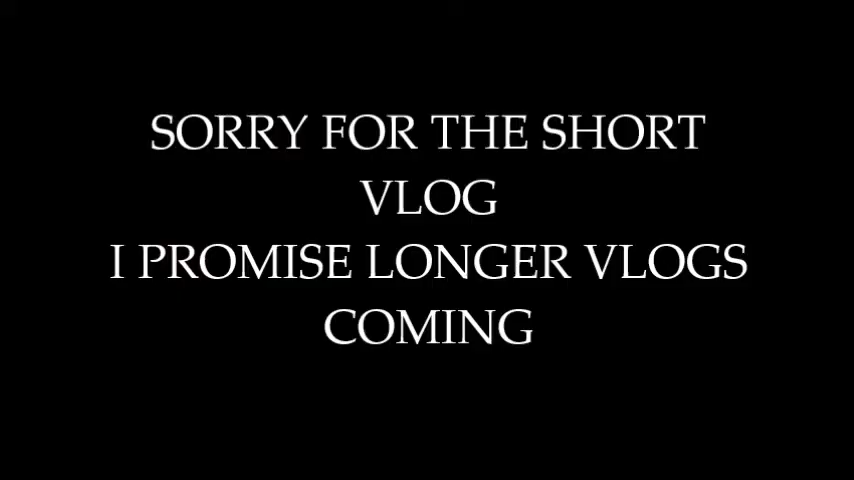 SORRY FOR THE SHORT
VLOG
I PROMISE LONGER VLOGS
COMING